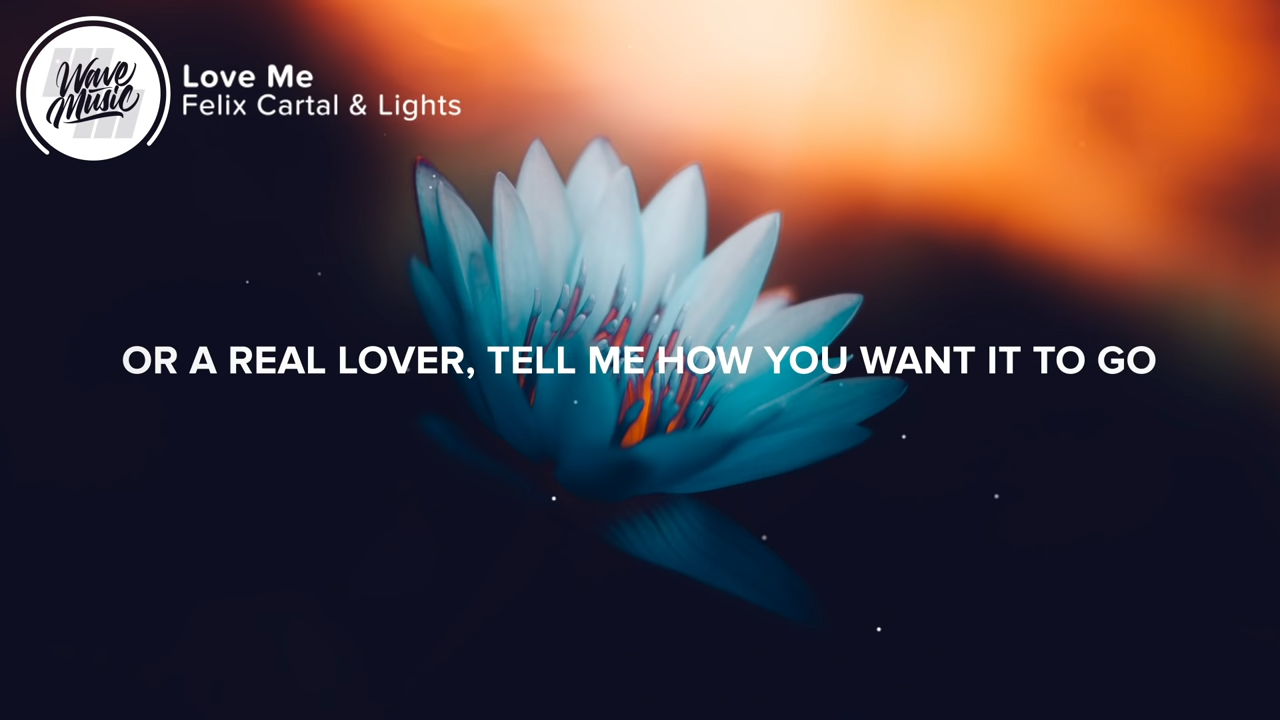 Wave
Music
Love Me
Felix Cartal & Lights
OR A REAL LOVER, TELL ME HOW YOU WANT IT TO GO